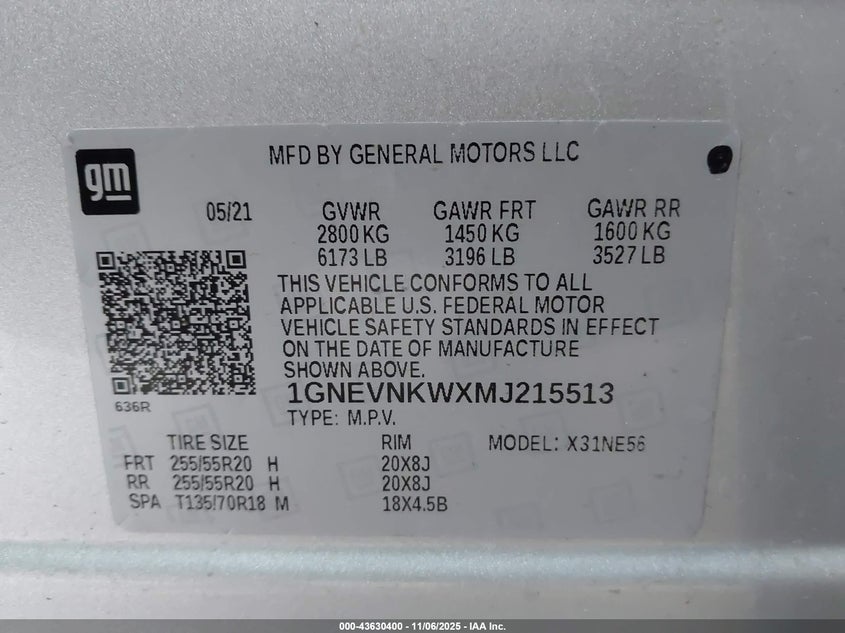 gm
MFD BY GENERAL MOTORS LLC
05/21 GVWR GAWR FRT GAWR RR
2800 KG 1450 KG 1600 KG
6173 LB 3196 LB 3527 LB
THIS VEHICLE CONFORMS TO ALL
APPLICABLE U.S. FEDERAL MOTOR
VEHICLE SAFETY STANDARDS IN EFFECT
ON THE DATE OF MANUFACTURE
SHOWN ABOVE.
1GNEVNKWXMJ215513
636R
TYPE: M.P.V.
TIRE SIZE RIM MODEL: X31NE56
FRT 255/55R20 H 20X8J
RR 255/55R20 H 20X8J
SPA T135/70R18 M 18X4.5B
000-43630400 - 11/06/2025 - IAA Inc.